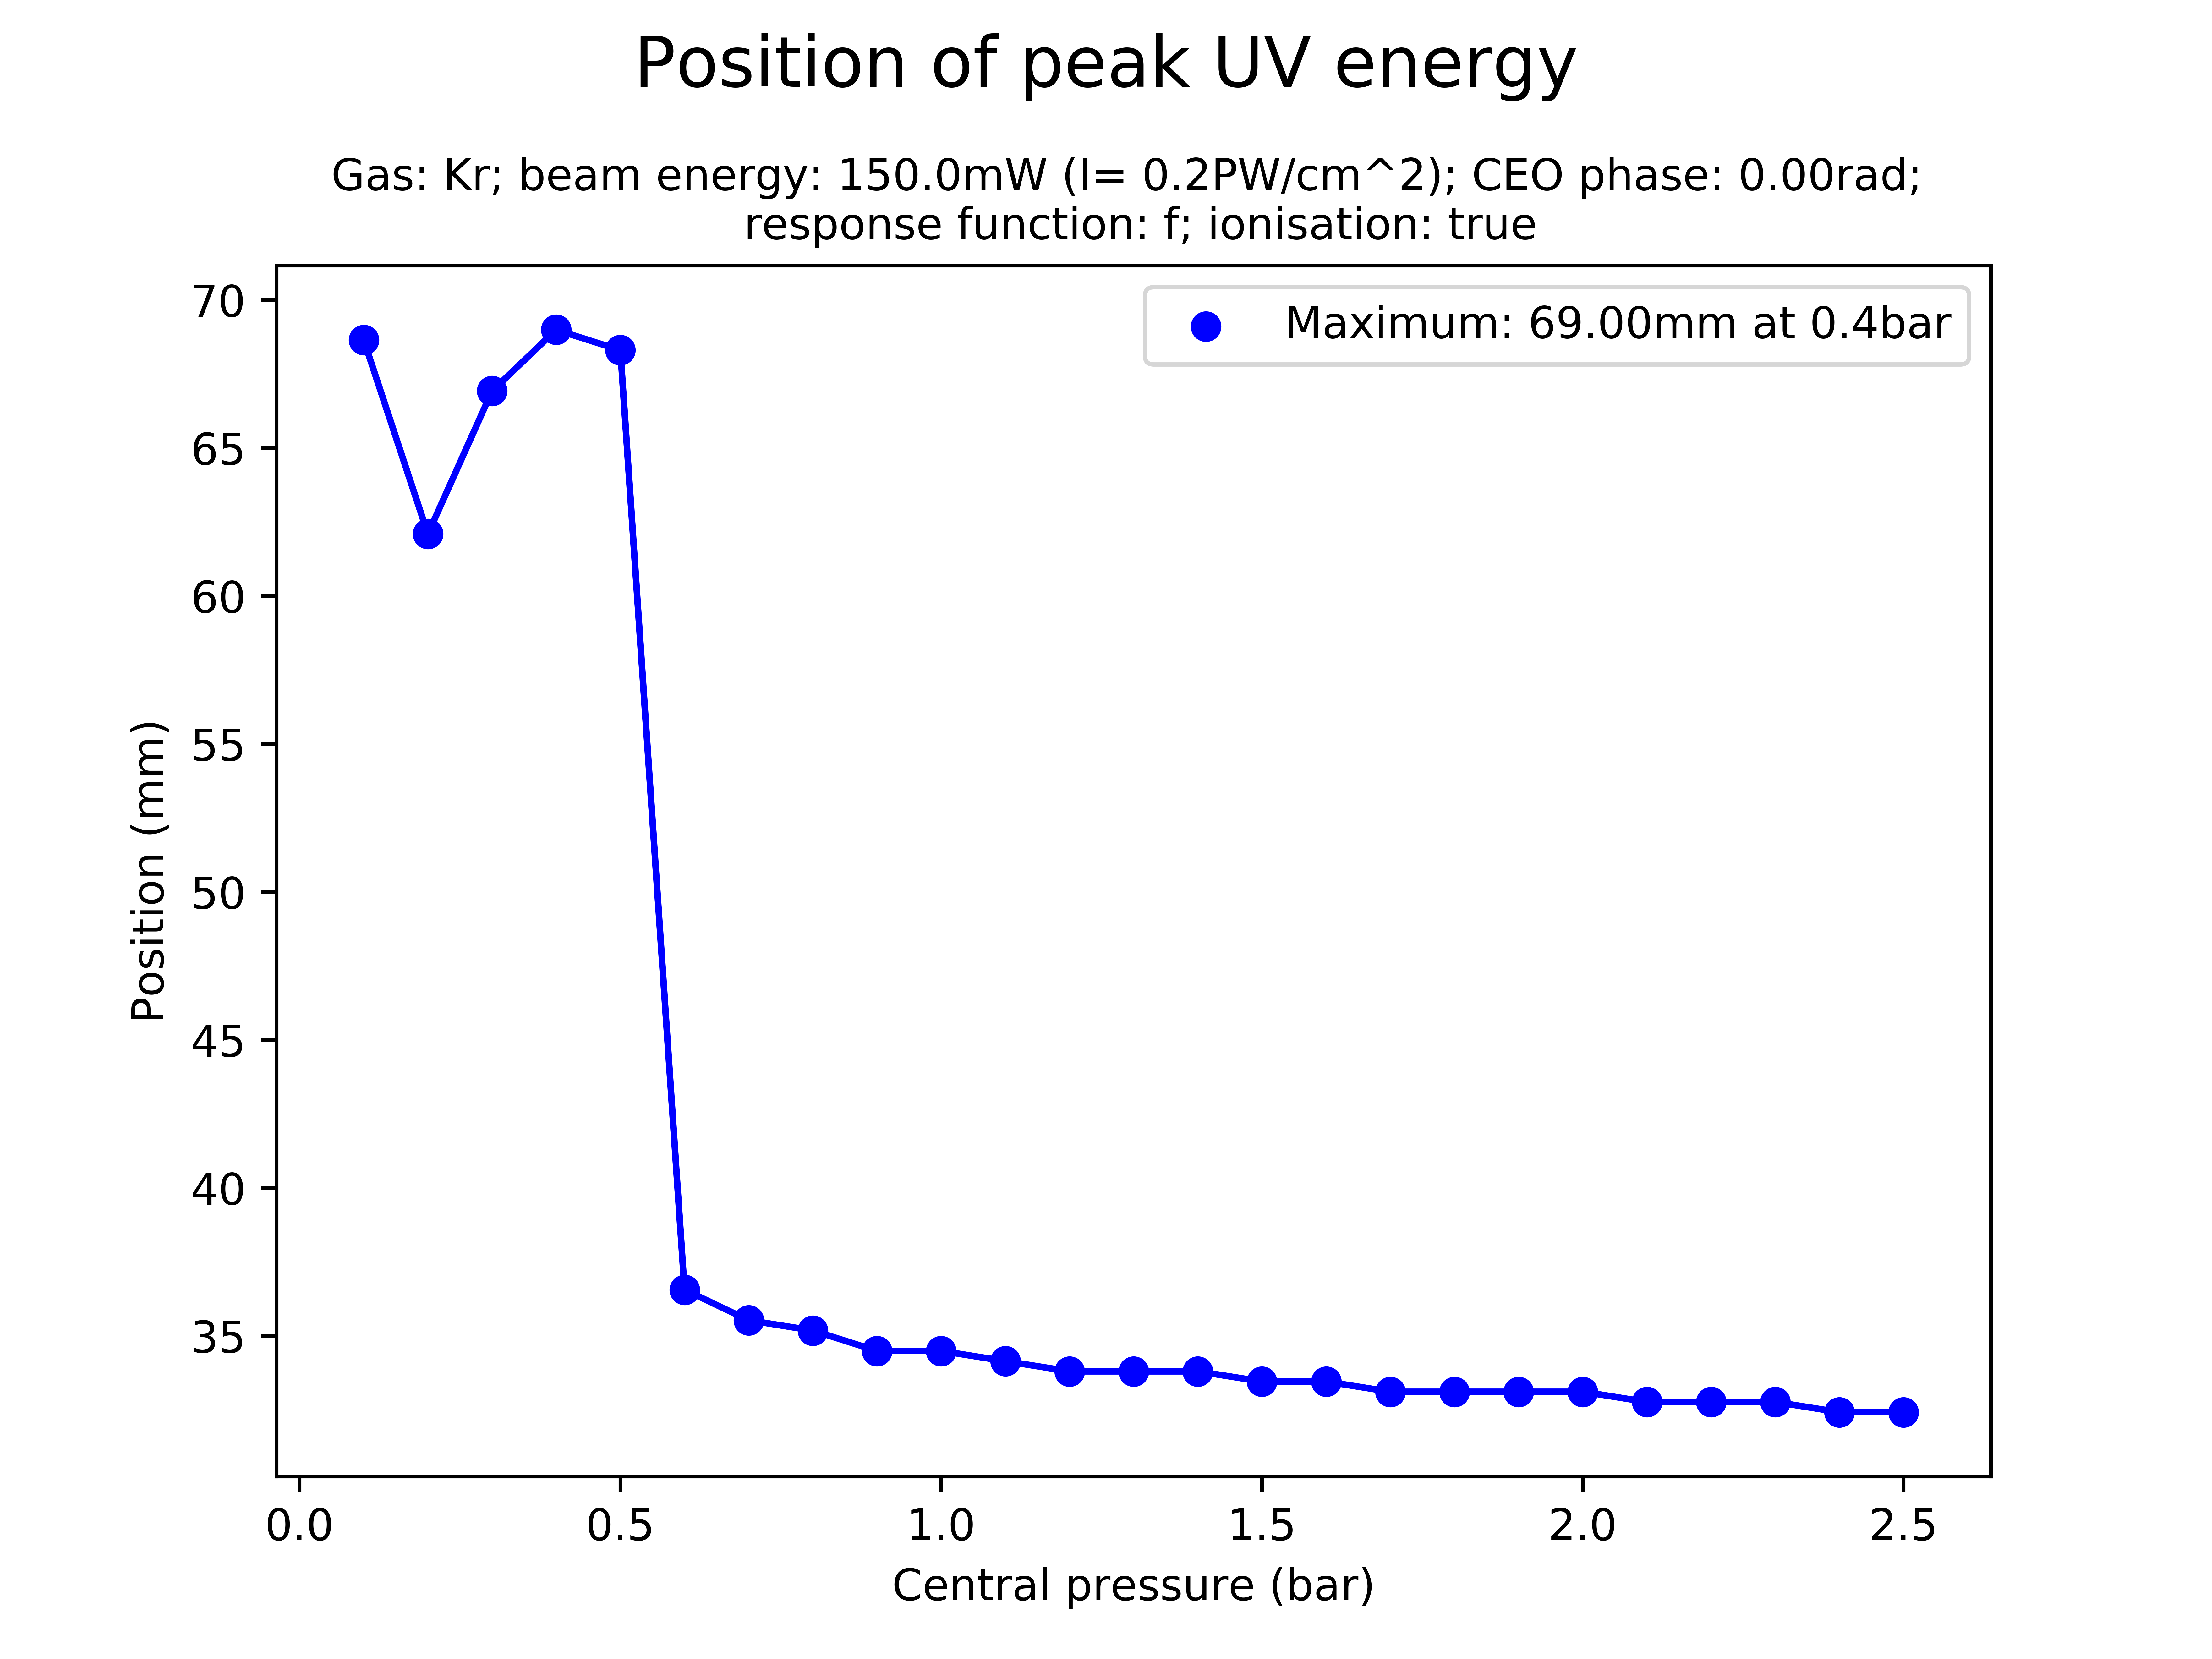 Position of peak UV energy
Gas: Kr; beam energy: 150.0mW (I= 0.2PW/cm^2); CEO phase: 0.00rad;
response function: f; ionisation: true
Maximum: 69.00mm at 0.4bar
70
65
60
55
50
45
40
35
Position (mm)
0.0 0.5 1.0 1.5 2.0 2.5
Central pressure (bar)